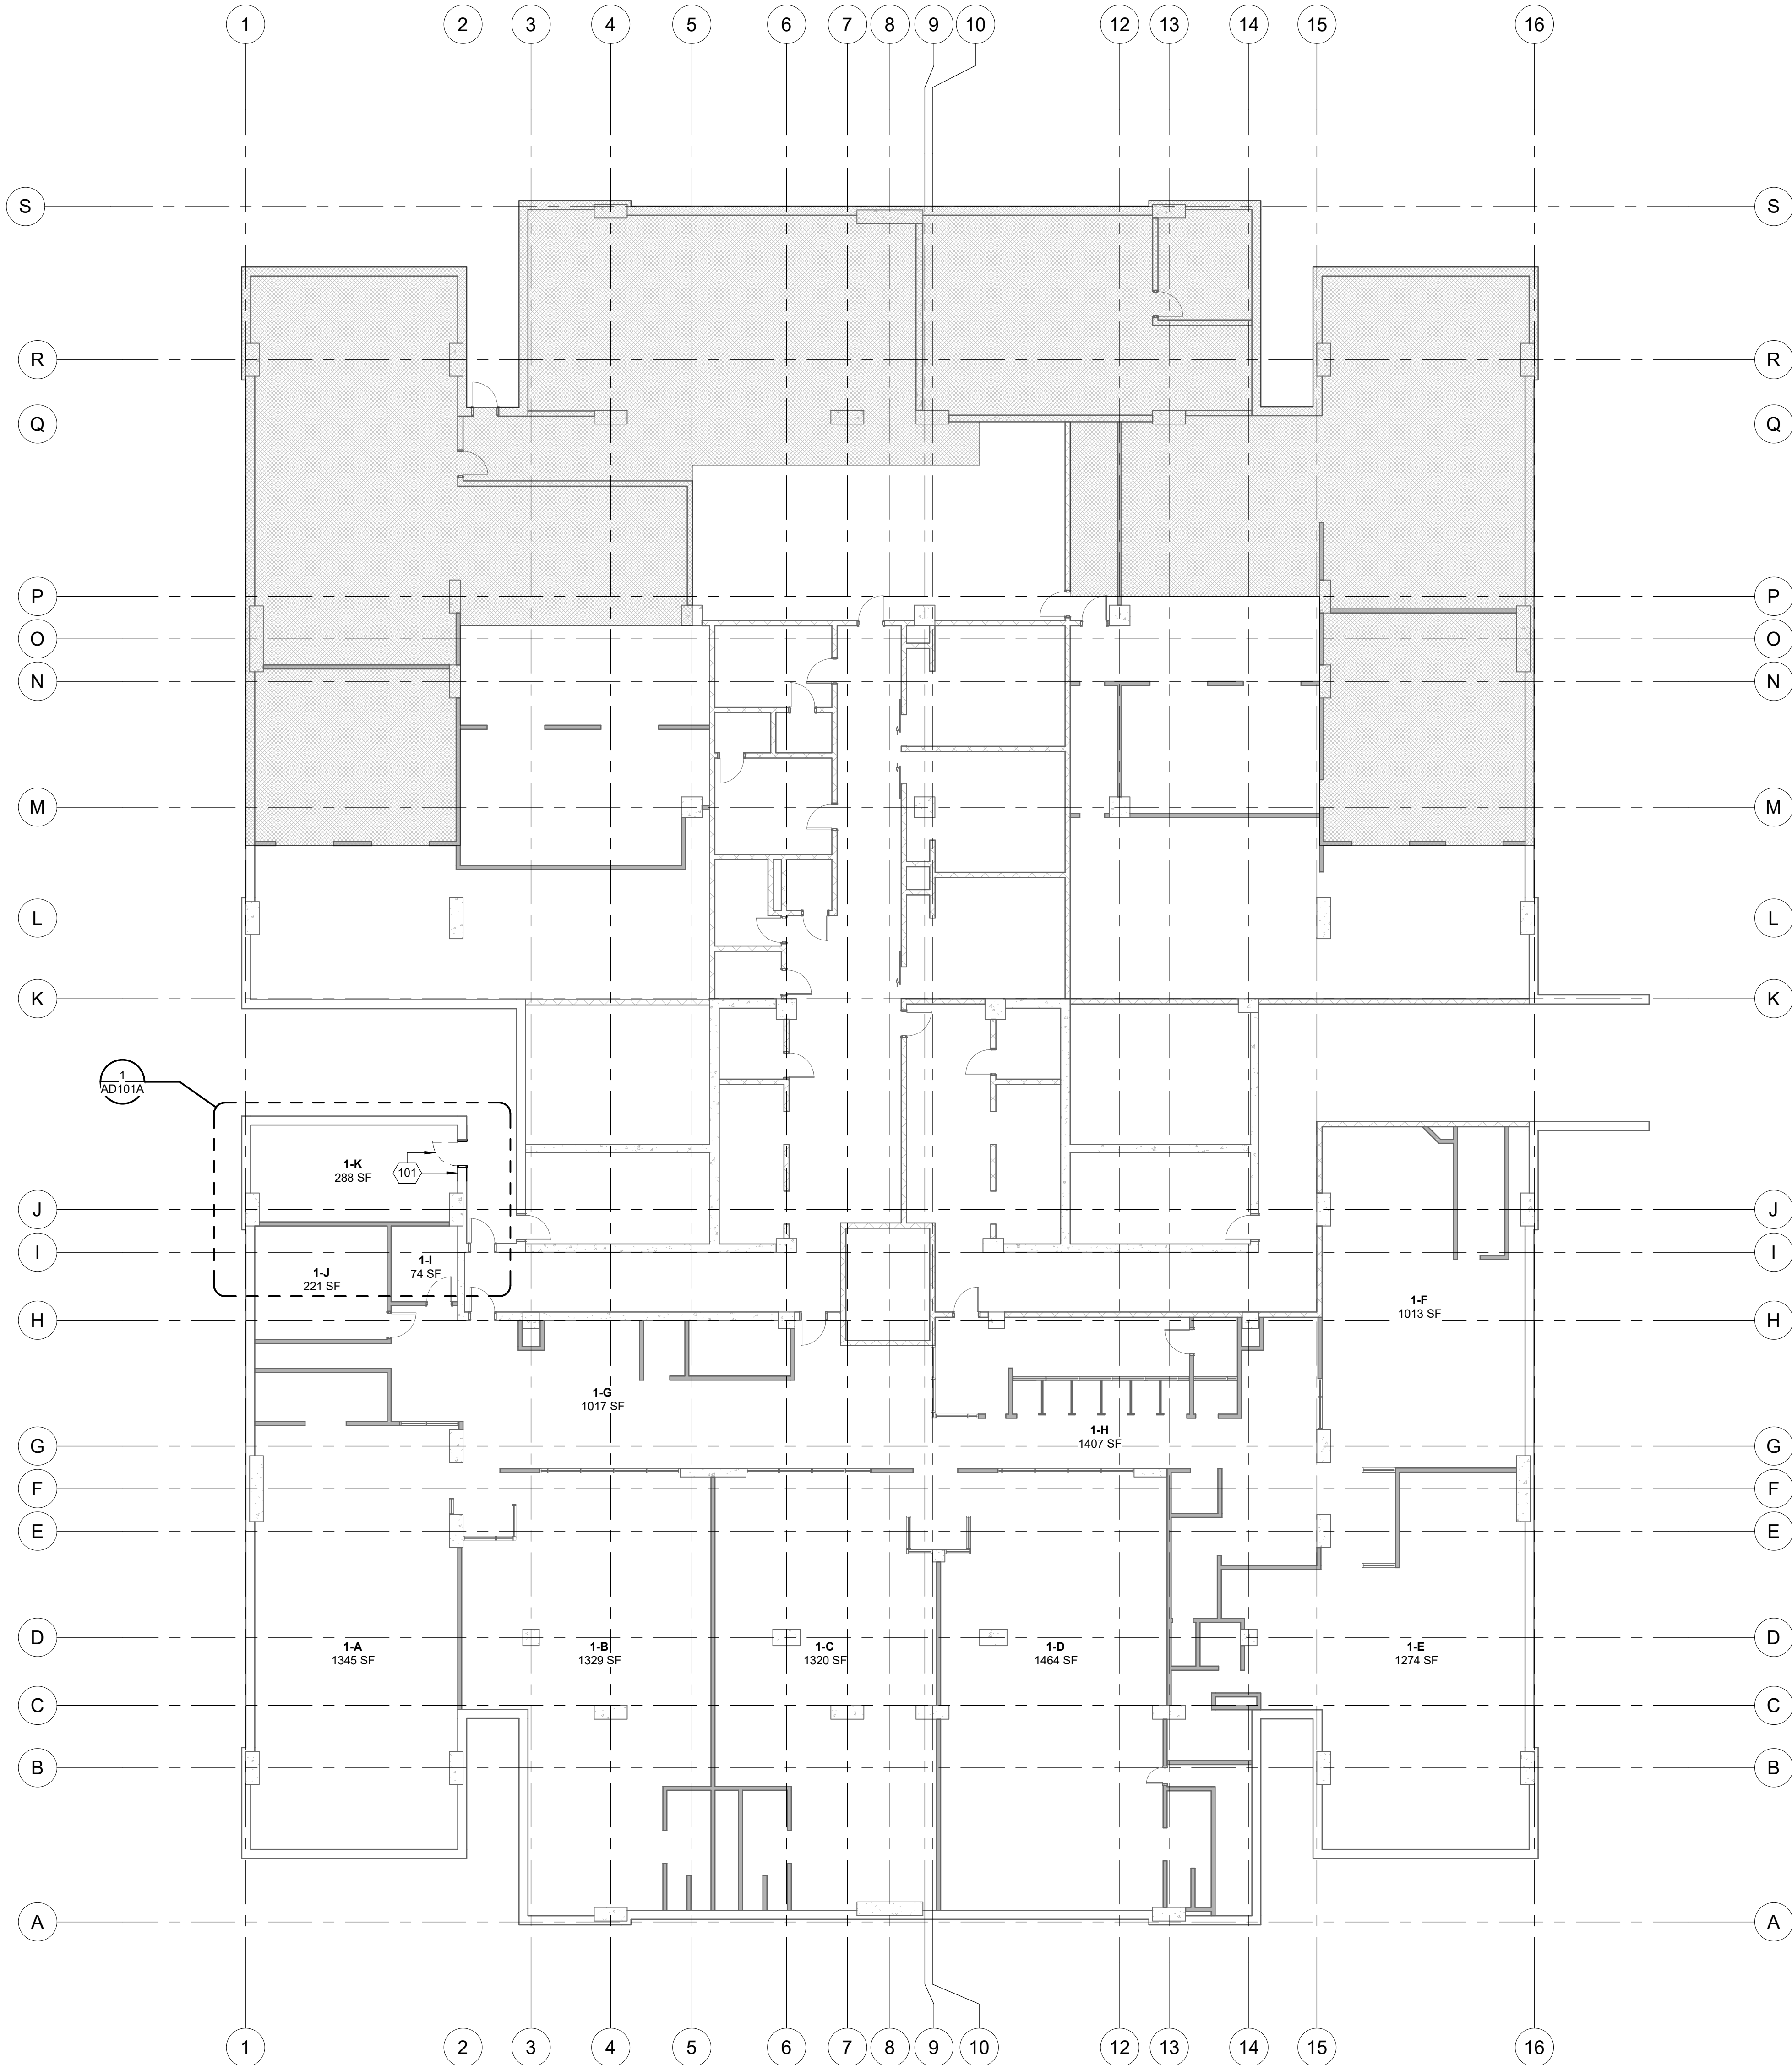 1 2 3 4 5 6 7 8 9 10 12 13 14 15 16
S S
R R
Q Q
P P
O O
N N
M M
L L
K K
1
AD101A
1-K
288 SF
101
J J
I I
1-I
74 SF
1-J
221 SF
1-F
1013 SF
H H
1-G
1017 SF
1-H
1407 SF
G G
F F
E E
D D
1-A
1345 SF
1-B
1329 SF
1-C
1320 SF
1-D
1464 SF
1-E
1274 SF
C C
B B
A A
1 2 3 4 5 6 7 8 9 10 12 13 14 15 16